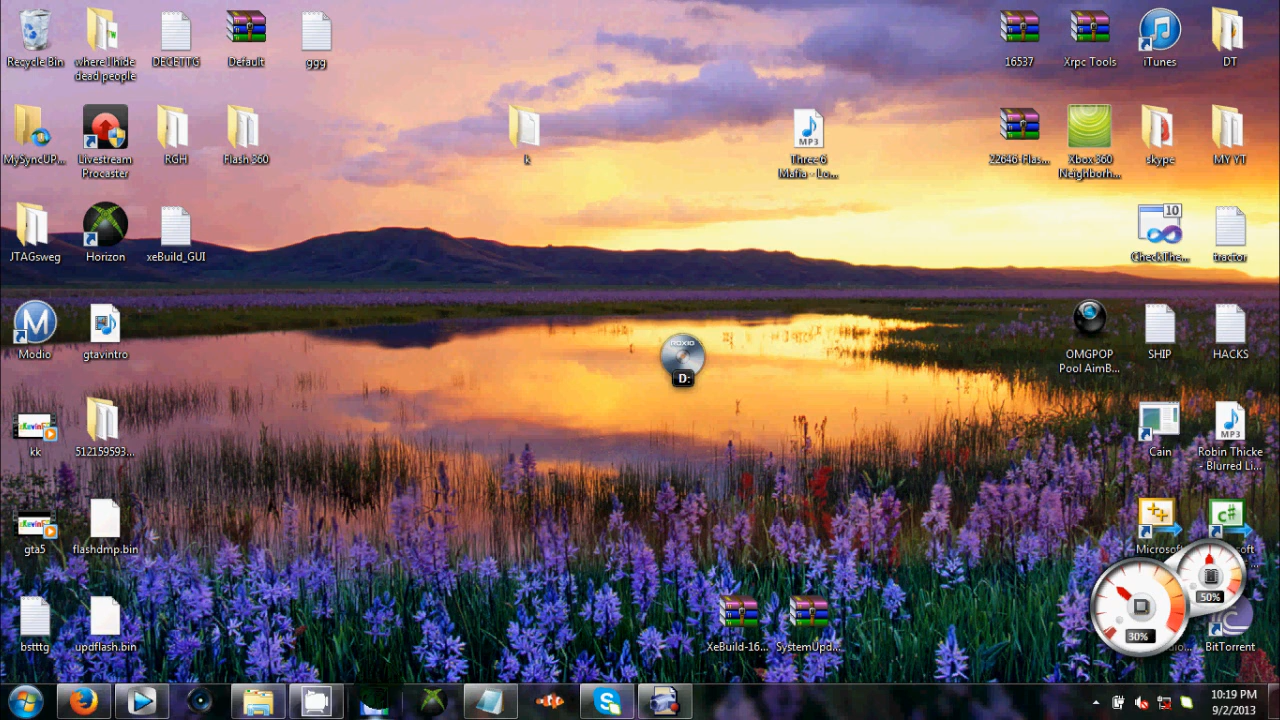 Recycle Bin
where I hide
dead people
DECETTG
Default
ggg
16537
Xrpc Tools
iTunes
DT
MySyncUP...
Livestream
Procaster
RGH
Flash 360
k
MP3
Three 6
Mafia - Lo...
22646-Flas...
Xbox 360
Neighborh...
skype
MY YT
JTAGsweg
Horizon
xeBuild_GUI
10
CheckThe...
tractor
M
Modio
gtavintro
ROXIO
D:
OMGPOP
Pool AimB...
SHIP
HACKS
kk
512159593...
Cain
MP3
Robin Thicke
- Blurred Li...
gta5
flashdmp.bin
Microsof
C#
50%
30%
bstttg
updflash.bin
XeBuild-16...
SystemUpd...
BitTorrent
10:19 PM
9/2/2013